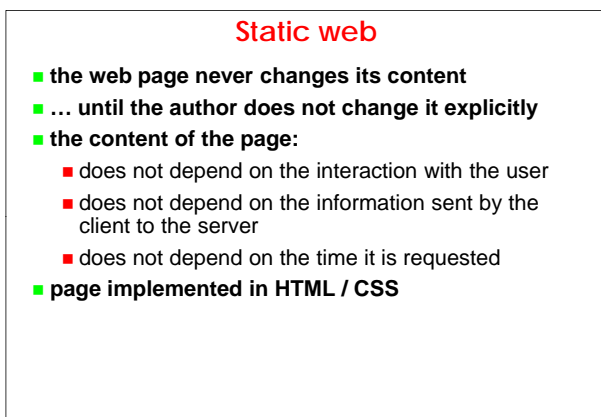 Static web
the web page never changes its content
… until the author does not change it explicitly
the content of the page:
does not depend on the interaction with the user
does not depend on the information sent by the
client to the server
does not depend on the time it is requested
page implemented in HTML / CSS